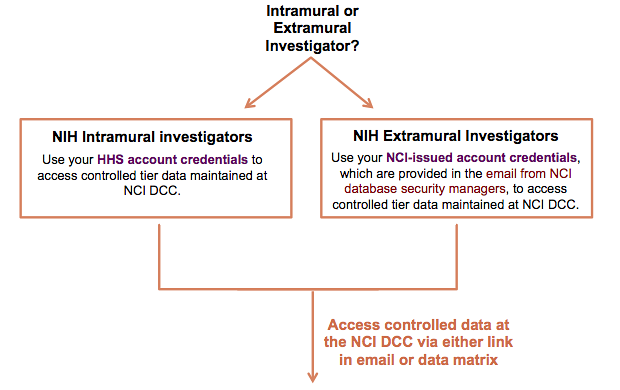 Intramural or
Extramural
Investigator?
NIH Intramural investigators
Use your HHS account credentials to
access controlled tier data maintained at
NCI DCC.
NIH Extramural Investigators
Use your NCI-issued account credentials,
which are provided in the email from NCI
database security managers, to access
controlled tier data maintained at NCI DCC.
Access controlled data at
the NCI DCC via either link
in email or data matrix